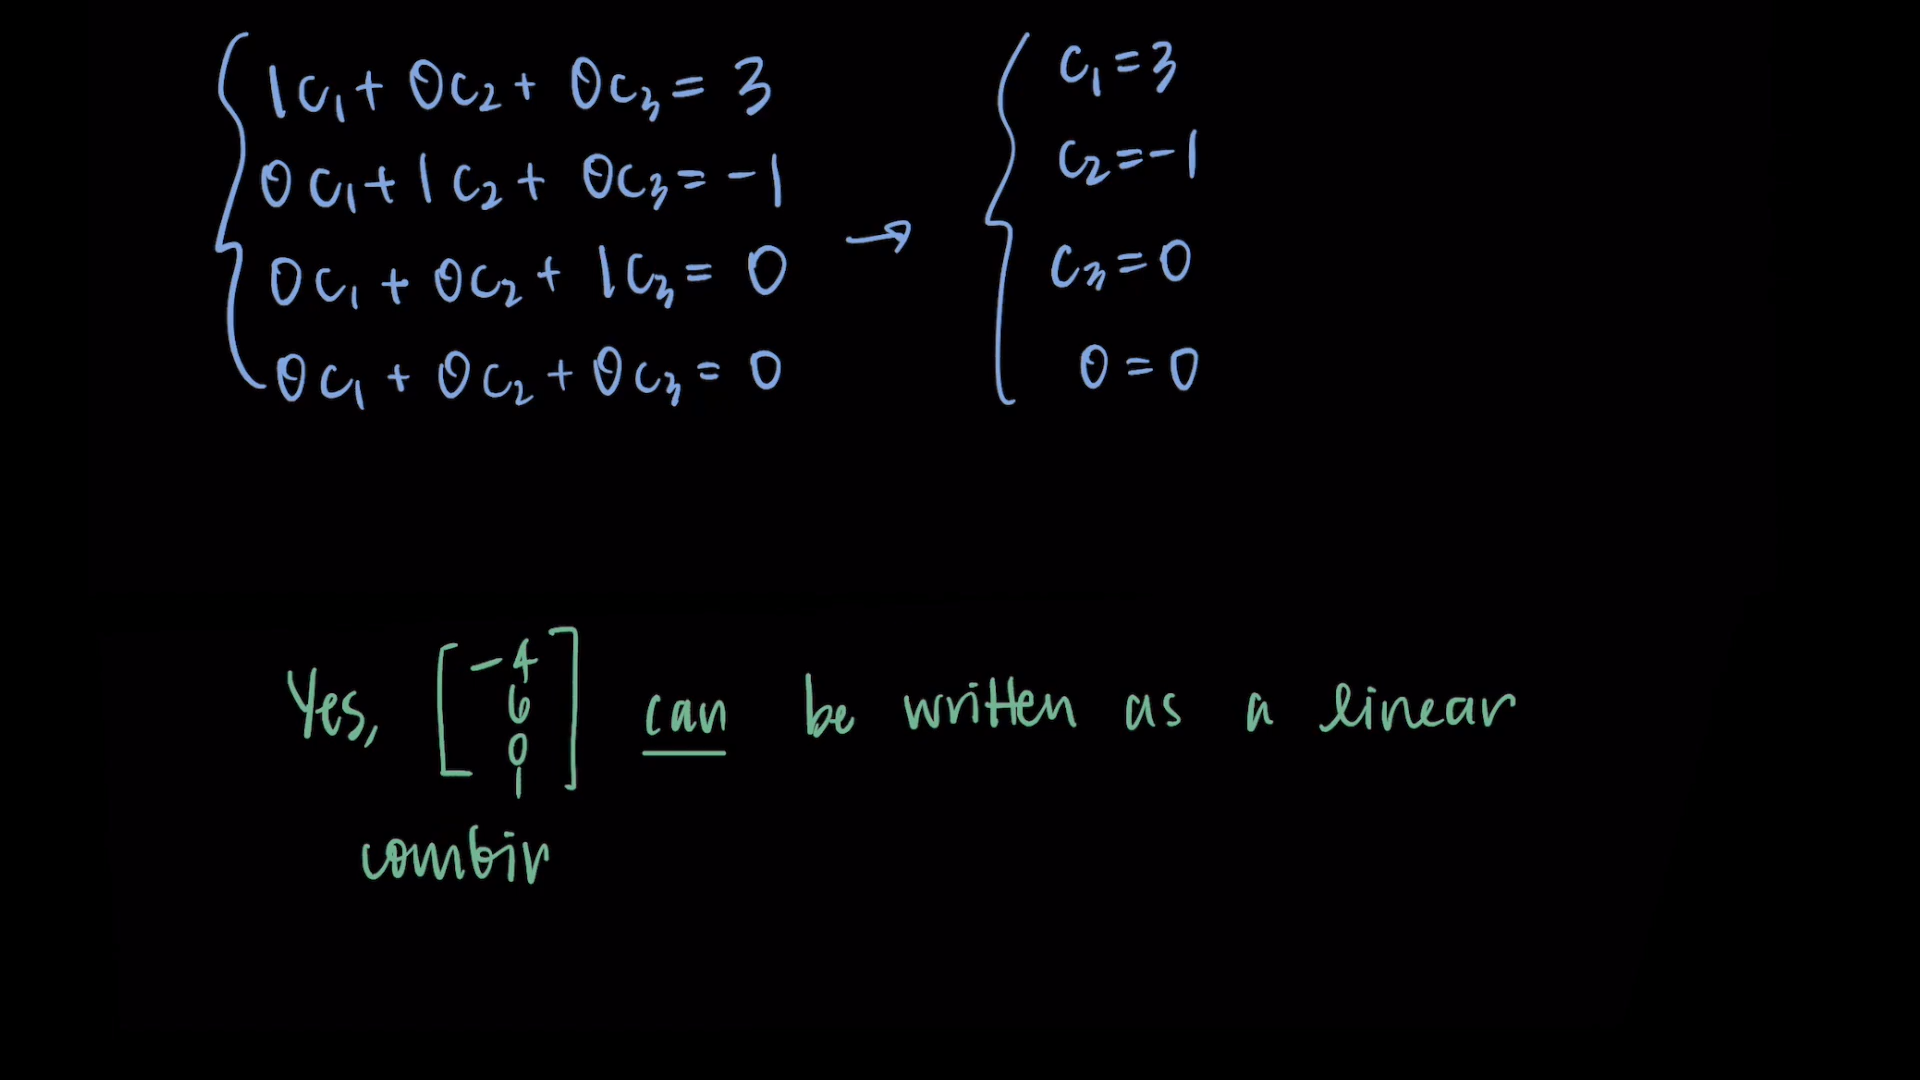 1c₁ + 0c₂ + 0c₃ = 3
0c₁ + 1c₂ + 0c₃ = -1
0c₁ + 0c₂ + 1c₃ = 0
0c₁ + 0c₂ + 0c₃ = 0
→
c₁ = 3
c₂ = -1
c₃ = 0
0 = 0
Yes, [-4 6 0 1] can be written as a linear
combin